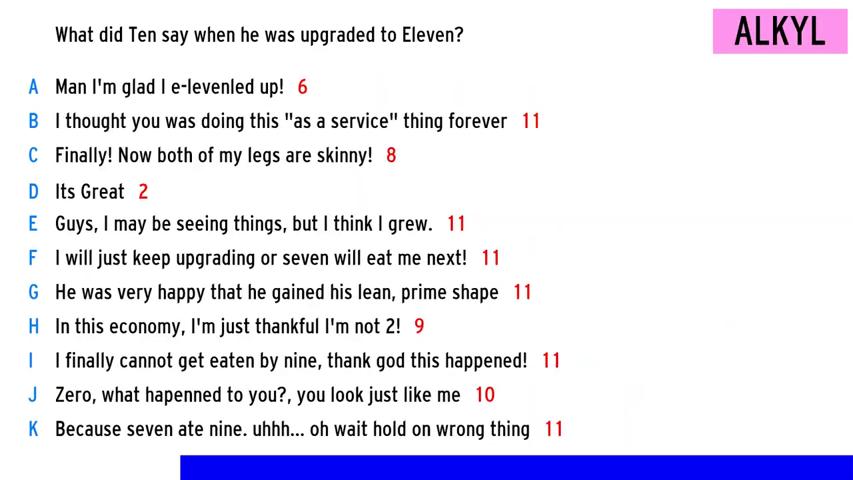 What did Ten say when he was upgraded to Eleven?
ALKYL
A Man I'm glad I e-levenled up! 6
B I thought you was doing this "as a service" thing forever 11
C Finally! Now both of my legs are skinny! 8
D Its Great 2
E Guys, I may be seeing things, but I think I grew. 11
F I will just keep upgrading or seven will eat me next! 11
G He was very happy that he gained his lean, prime shape 11
H In this economy, I'm just thankful I'm not 2! 9
I I finally cannot get eaten by nine, thank god this happened! 11
J Zero, what hapenned to you?, you look just like me 10
K Because seven ate nine. uhhh... oh wait hold on wrong thing 11